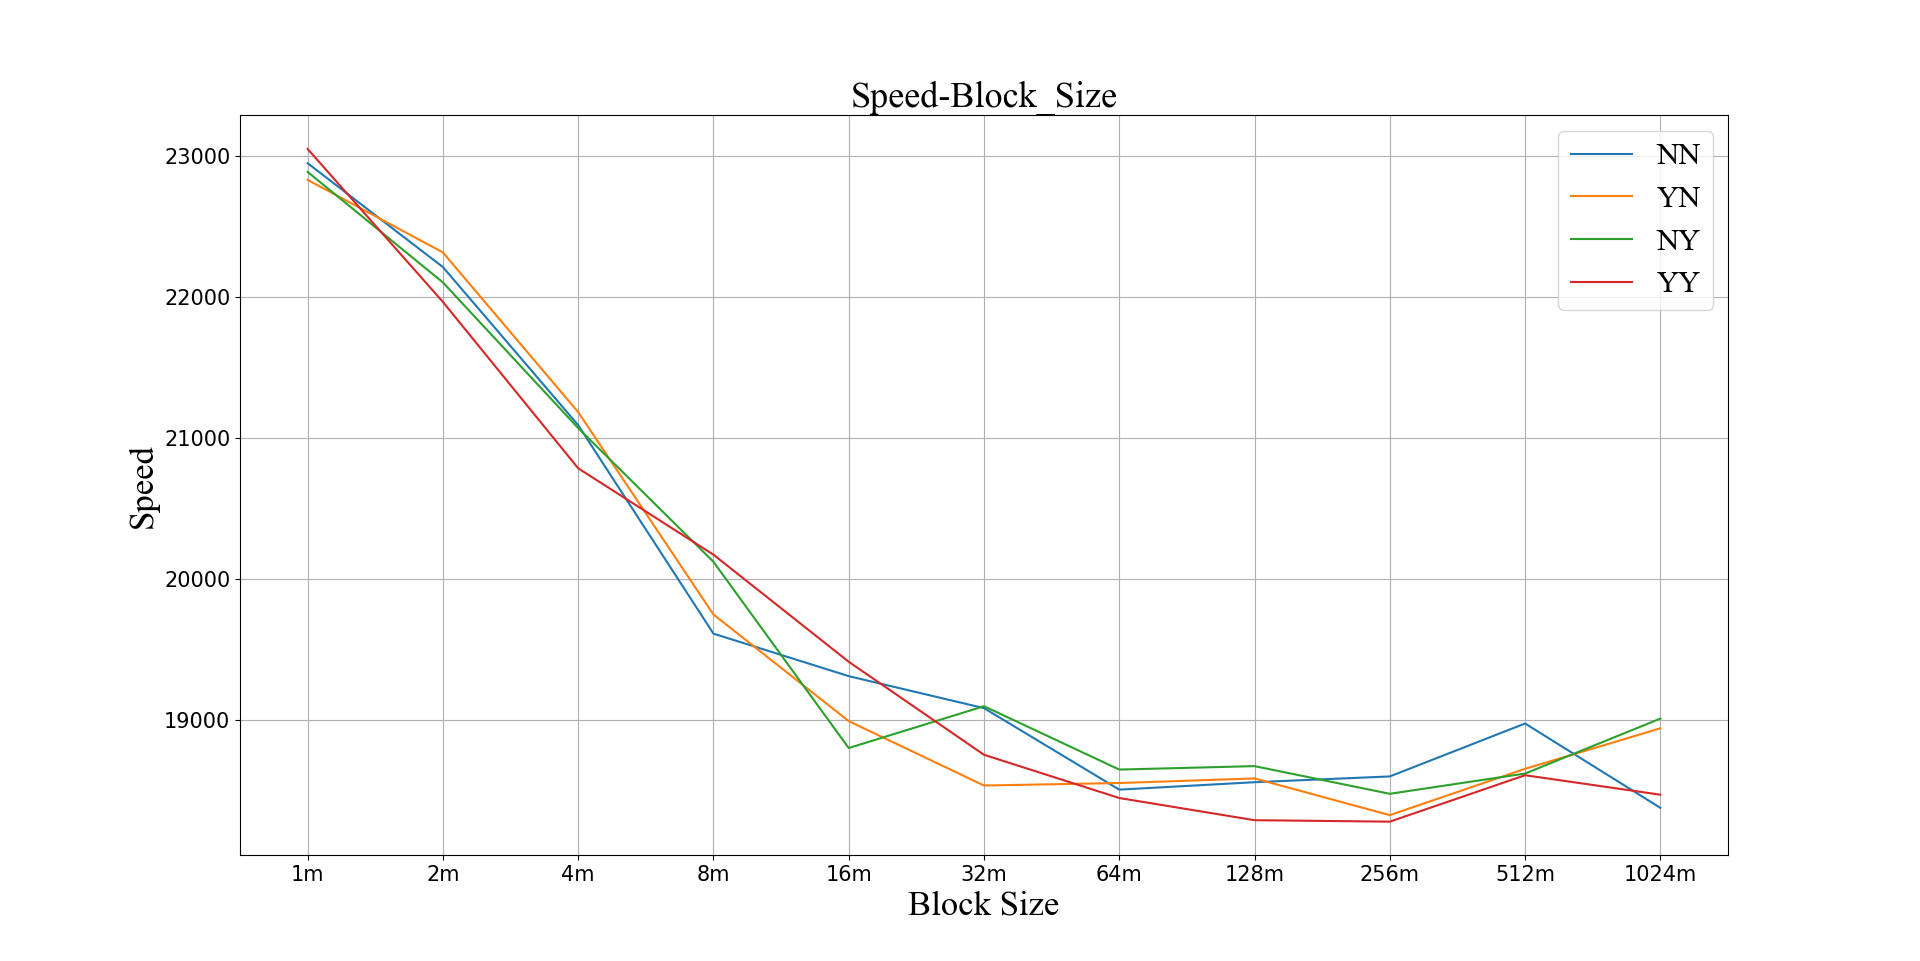 Speed-Block_Size
NN
YN
NY
YY
23000
22000
21000
20000
19000
Speed
1m 2m 4m 8m 16m 32m 64m 128m 256m 512m 1024m
Block Size